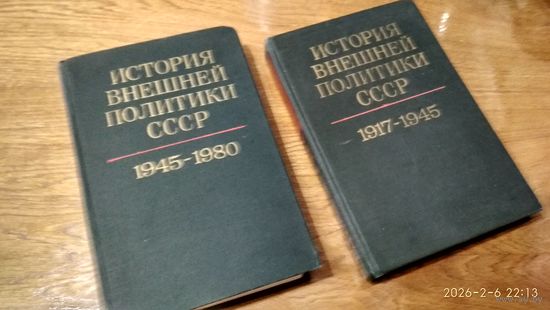 ИСТОРИЯ
ВНЕШНЕЙ
ПОЛИТИКИ
СССР
1945-1980
ИСТОРИЯ
ВНЕШНЕЙ
ПОЛИТИКИ
СССР
1917-1945
2026-2-6 22:13